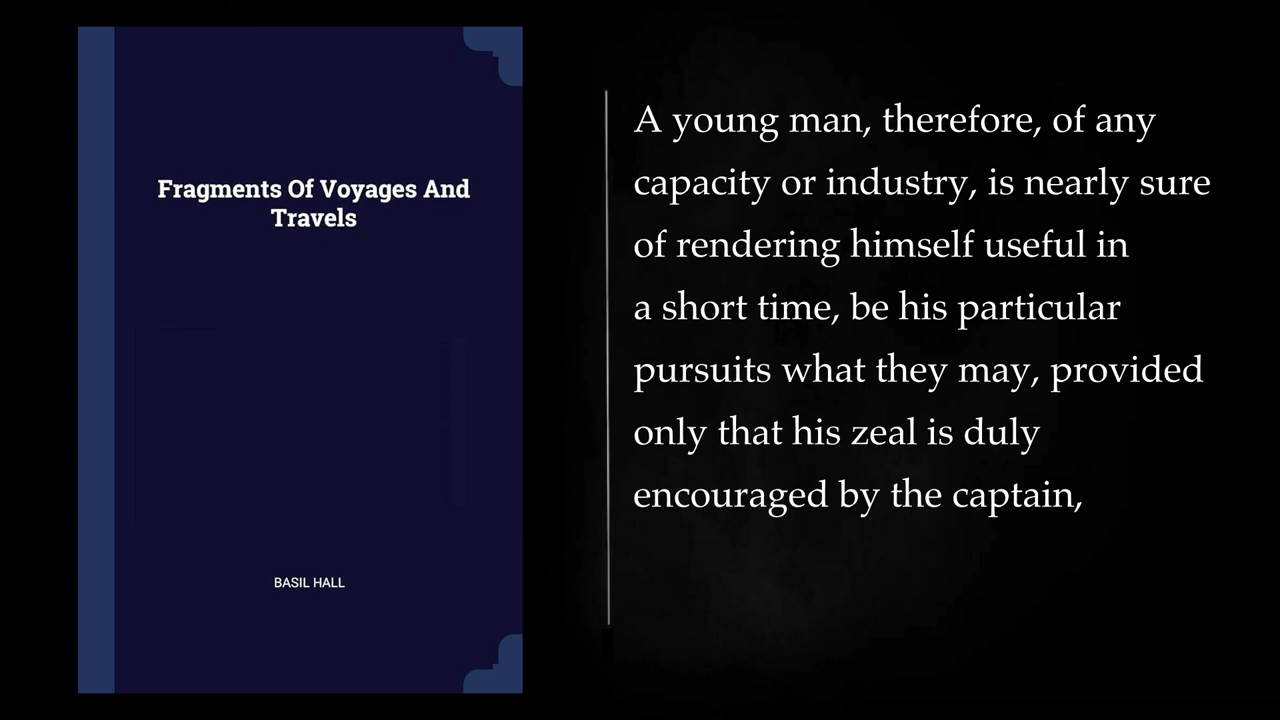 Fragments Of Voyages And
Travels
BASIL HALL
A young man, therefore, of any
capacity or industry, is nearly sure
of rendering himself useful in
a short time, be his particular
pursuits what they may, provided
only that his zeal is duly
encouraged by the captain,